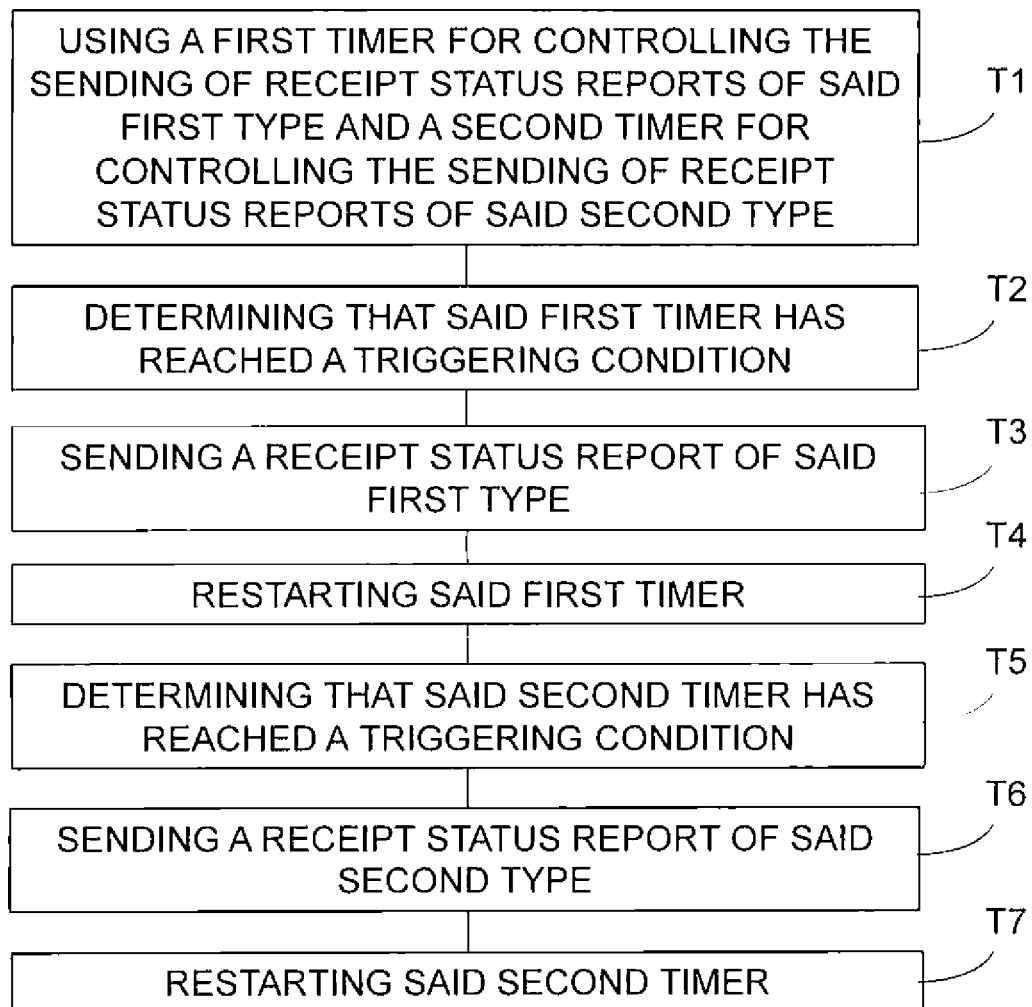 USING A FIRST TIMER FOR CONTROLLING THE
SENDING OF RECEIPT STATUS REPORTS OF SAID
FIRST TYPE AND A SECOND TIMER FOR
CONTROLLING THE SENDING OF RECEIPT
STATUS REPORTS OF SAID SECOND TYPE
T1
DETERMINING THAT SAID FIRST TIMER HAS
REACHED A TRIGGERING CONDITION
T2
SENDING A RECEIPT STATUS REPORT OF SAID
FIRST TYPE
T3
RESTARTING SAID FIRST TIMER
T4
DETERMINING THAT SAID SECOND TIMER HAS
REACHED A TRIGGERING CONDITION
T5
SENDING A RECEIPT STATUS REPORT OF SAID
SECOND TYPE
T6
RESTARTING SAID SECOND TIMER
T7